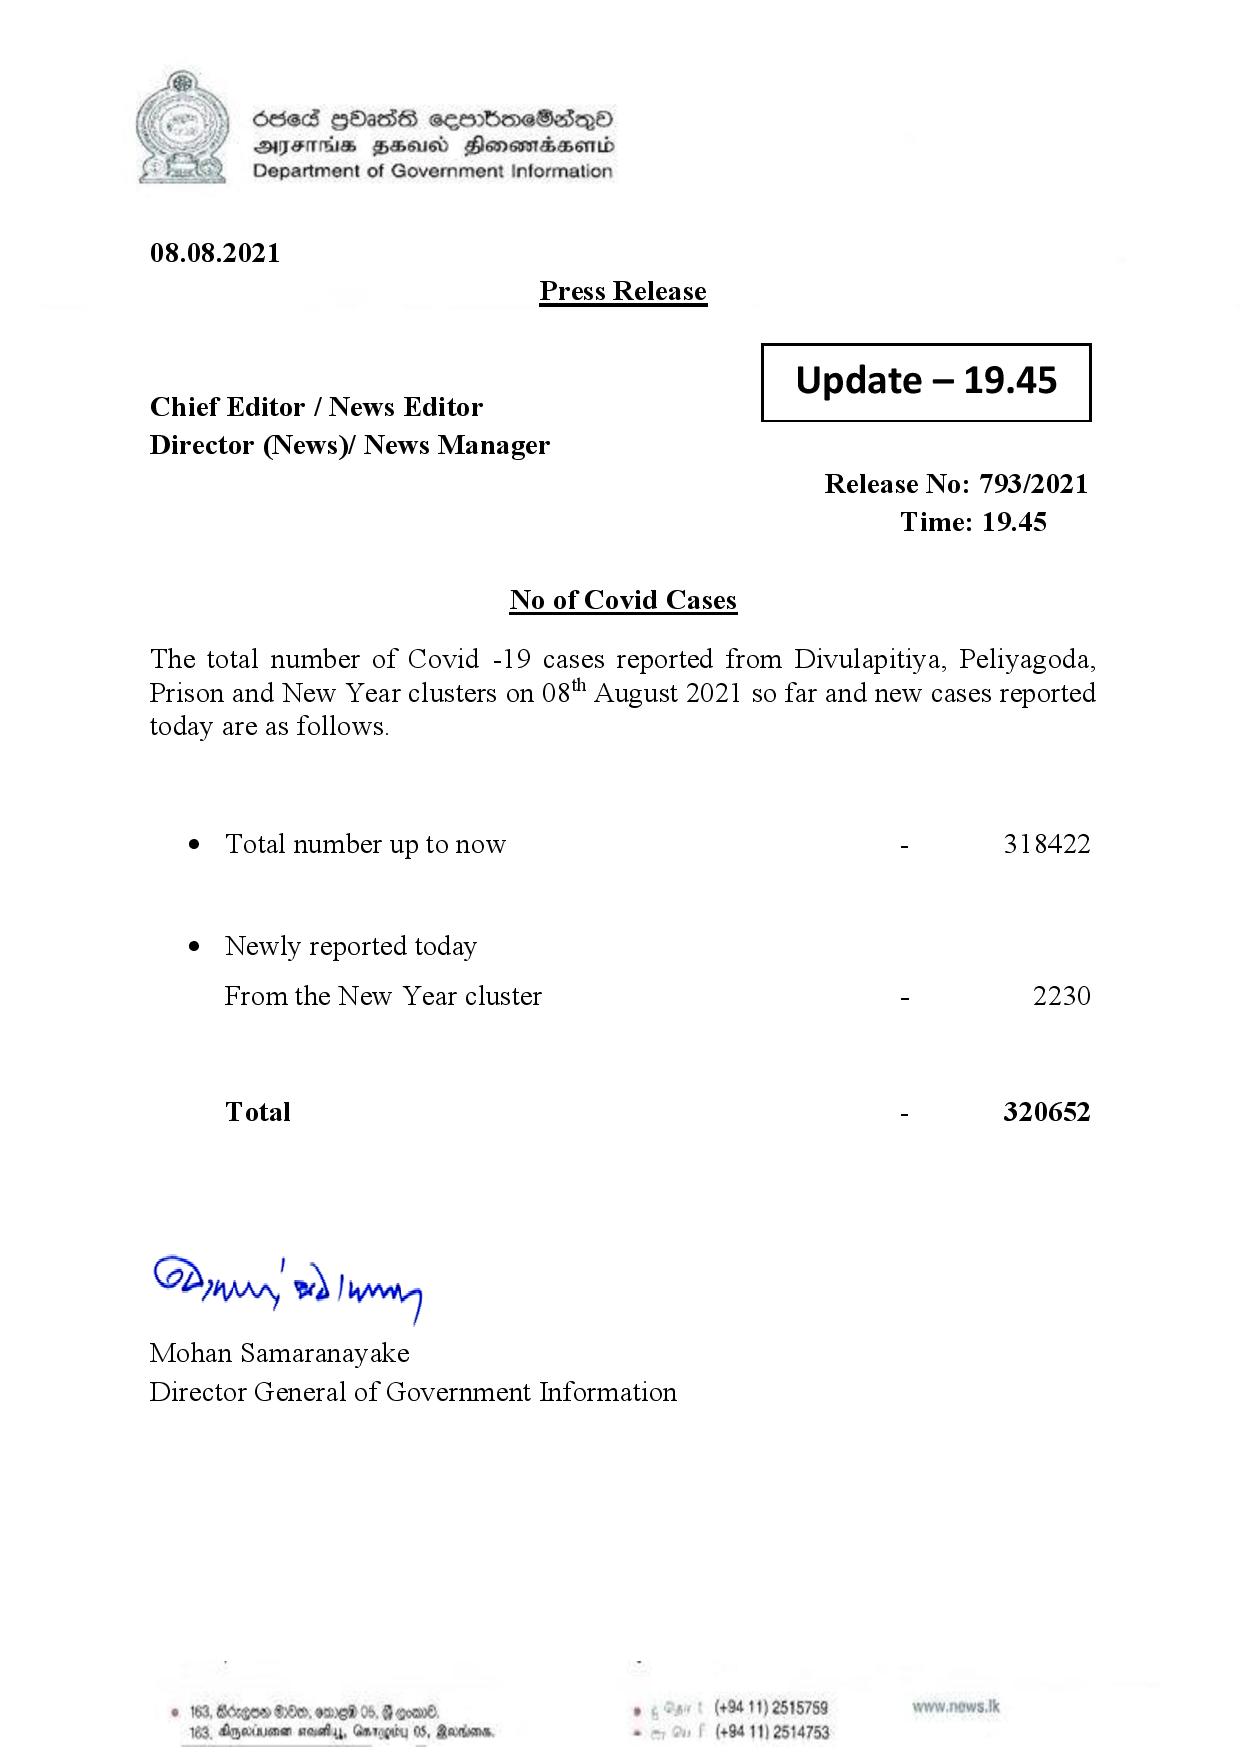 රජයේ ප්‍රවෘත්ති දෙපාර්තමේන්තුව
அரசாங்க தகவல் திணைக்களம்
Department of Government Information
08.08.2021
Press Release
Update – 19.45
Chief Editor / News Editor
Director (News)/ News Manager
Release No: 793/2021
Time: 19.45
No of Covid Cases
The total number of Covid -19 cases reported from Divulapitiya, Peliyagoda,
Prison and New Year clusters on 08th August 2021 so far and new cases reported
today are as follows.
• Total number up to now - 318422
• Newly reported today
From the New Year cluster - 2230
Total - 320652
Mohan Samaranayake
Director General of Government Information
163, කිරුළපන මාවත, කොළඹ 05, ශ්‍රී ලංකාව.
163, கிருலப்பனை எவனியூ, கொழும்பு 05, இலங்கை.
(+94 11) 2515759
(+94 11) 2514753
www.news.lk